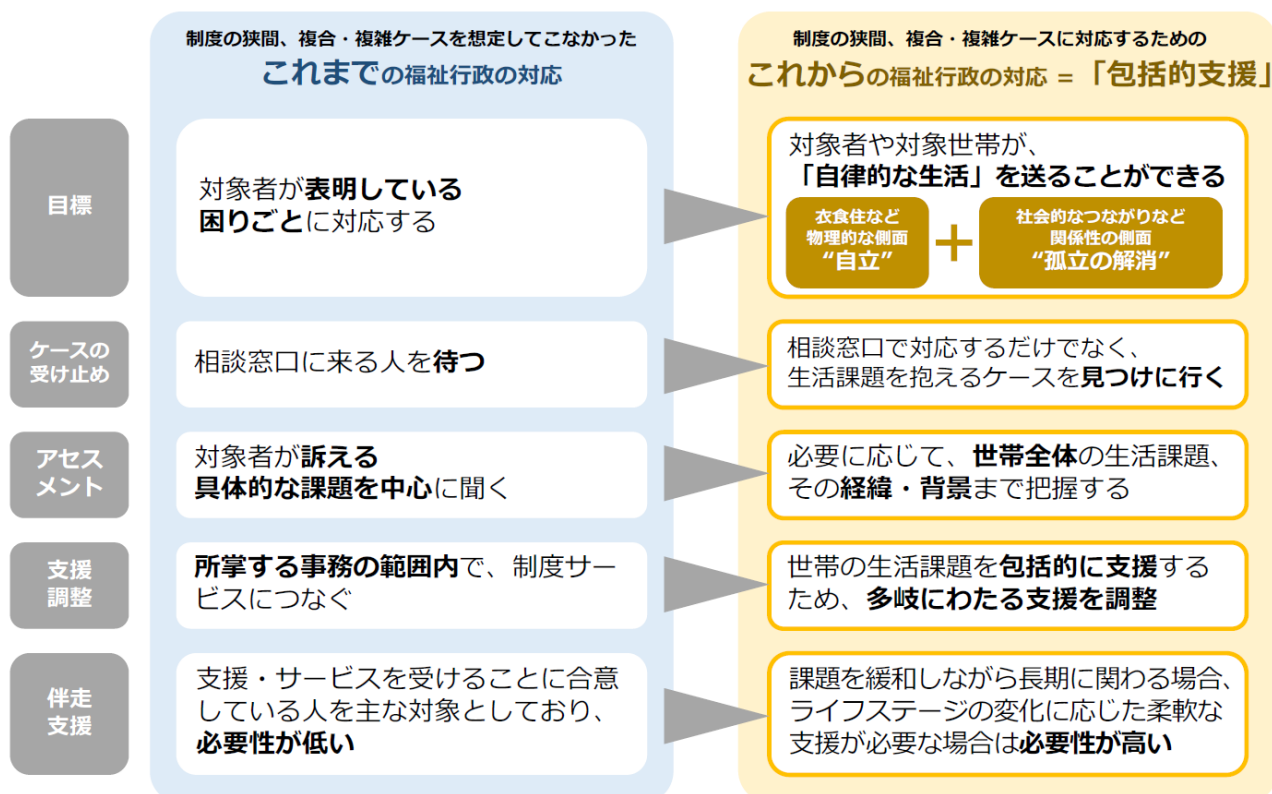 制度の狭間、複合・複雑ケースを想定してこなかった
これまでの福祉行政の対応
制度の狭間、複合・複雑ケースに対応するための
これからの福祉行政の対応 = 「包括的支援」
目標
対象者が表明している
困りごとに対応する
対象者や対象世帯が、
「自律的な生活」を送ることができる
衣食住など
物理的な側面
“自立”
+
社会的なつながりなど
関係性の側面
“孤立の解消”
ケースの
受け止め
相談窓口に来る人を待つ
相談窓口で対応するだけでなく、
生活課題を抱えるケースを見つけに行く
アセス
メント
対象者が訴える
具体的な課題を中心に聞く
必要に応じて、世帯全体の生活課題、
その経緯・背景まで把握する
支援
調整
所掌する事務の範囲内で、制度サー
ビスにつなぐ
世帯の生活課題を包括的に支援する
ため、多岐にわたる支援を調整
伴走
支援
支援・サービスを受けることに合意
している人を主な対象としており、
必要性が低い
課題を緩和しながら長期に関わる場合、
ライフステージの変化に応じた柔軟な
支援が必要な場合は必要性が高い